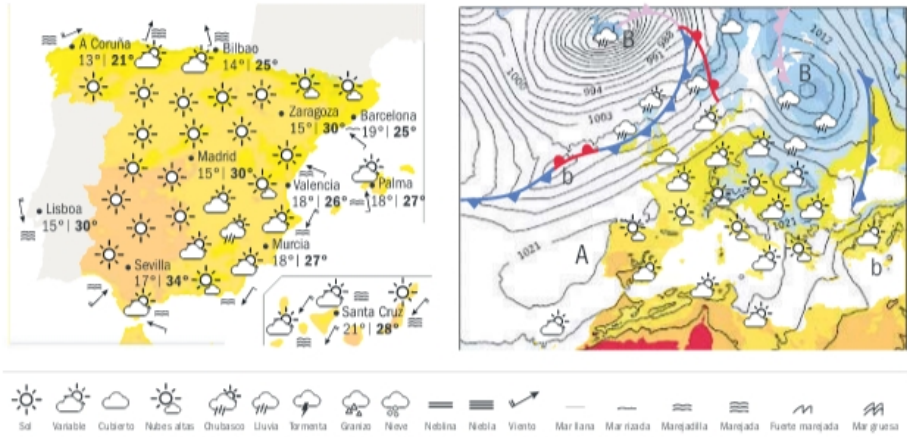 A Coruña
13°| 21°
Bilbao
14°| 25°
Zaragoza
15°| 30°
Barcelona
19°| 25°
Madrid
15°| 30°
Valencia
18°| 26°
Palma
18°| 27°
Lisboa
15°| 30°
Murcia
18°| 27°
Sevilla
17°| 34°
Santa Cruz
21°| 28°
B
988
991
994
1000
1003
1012
B
b
1021
A
1021
b
Sol Variable Cubierto Nubes altas Chubasco Lluvia Tormenta Granizo Nieve Neblina Niebla Viento Mar llana Mar rizada Marejadilla Marejada Fuerte marejada Mar gruesa